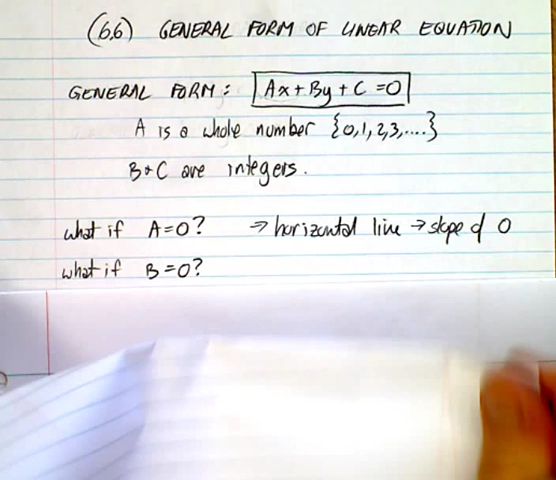 (6.6) GENERAL FORM OF LINEAR EQUATION
GENERAL FORM: Ax + By + C = 0
A is a whole number {0,1,2,3,....}
B + C are integers.
what if A=0? → horizontal line → slope of 0
what if B=0?